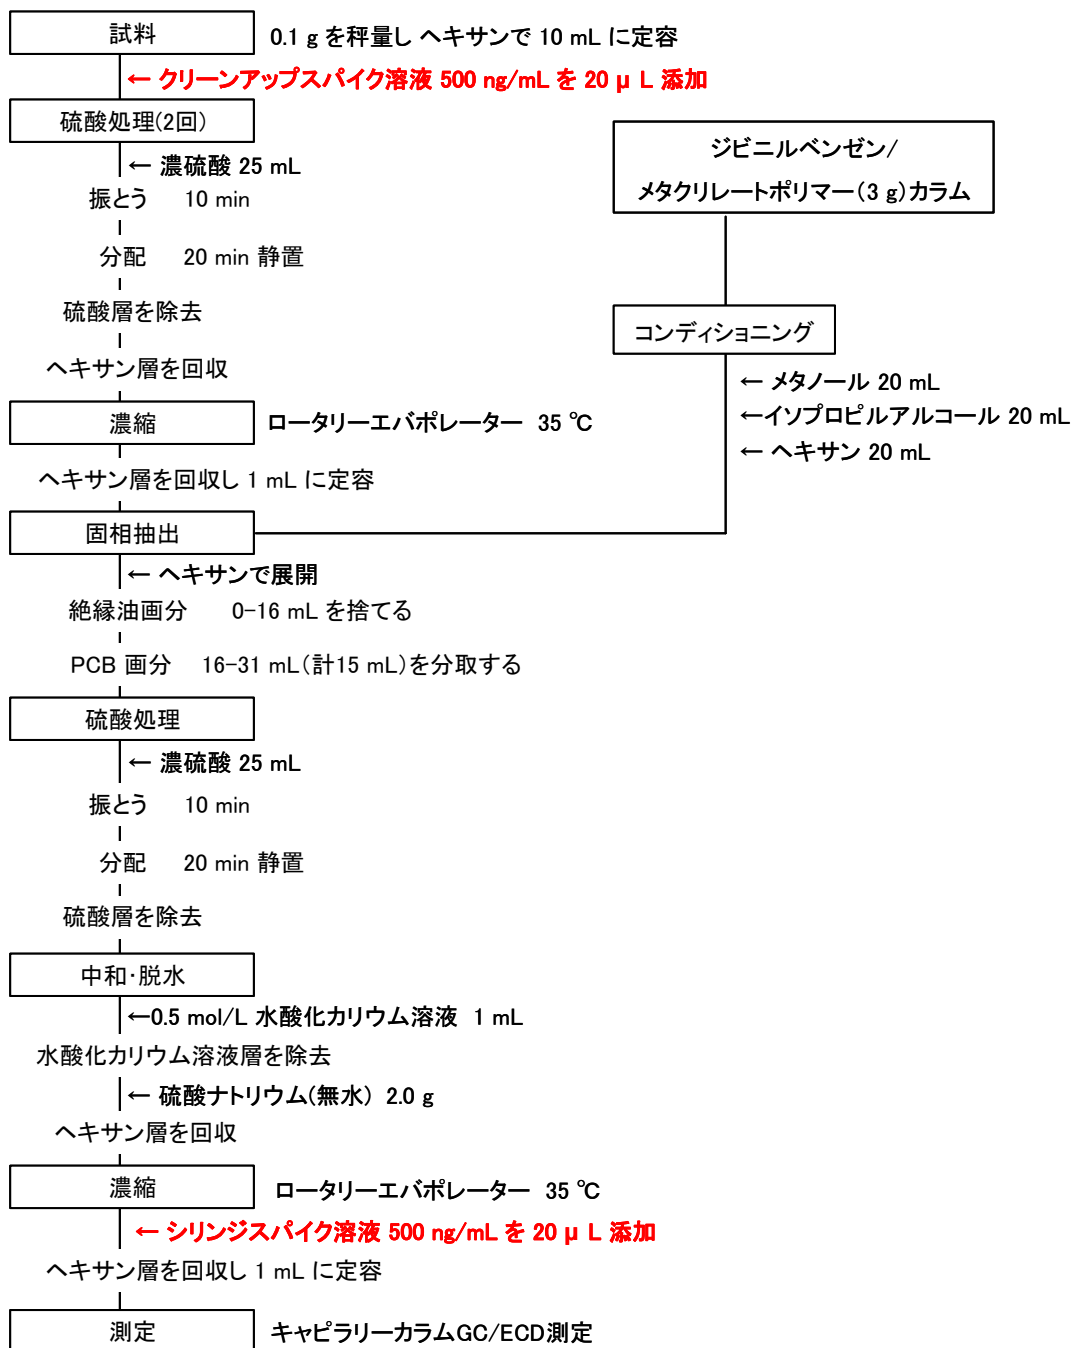 試料 0.1 g を秤量し ヘキサンで 10 mL に定容
← クリーンアップスパイク溶液 500 ng/mL を 20 μ L 添加
硫酸処理(2回)
← 濃硫酸 25 mL
振とう 10 min
分配 20 min 静置
硫酸層を除去
ヘキサン層を回収
濃縮 ロータリーエバポレーター 35 ℃
ヘキサン層を回収し 1 mL に定容
ジビニルベンゼン/
メタクリレートポリマー(3 g)カラム
コンディショニング
← メタノール 20 mL
←イソプロピルアルコール 20 mL
← ヘキサン 20 mL
固相抽出
← ヘキサンで展開
絶縁油画分 0-16 mL を捨てる
PCB 画分 16-31 mL(計15 mL)を分取する
硫酸処理
← 濃硫酸 25 mL
振とう 10 min
分配 20 min 静置
硫酸層を除去
中和・脱水
←0.5 mol/L 水酸化カリウム溶液 1 mL
水酸化カリウム溶液層を除去
← 硫酸ナトリウム(無水) 2.0 g
ヘキサン層を回収
濃縮 ロータリーエバポレーター 35 ℃
← シリンジスパイク溶液 500 ng/mL を 20 μ L 添加
ヘキサン層を回収し 1 mL に定容
測定 キャピラリーカラムGC/ECD測定